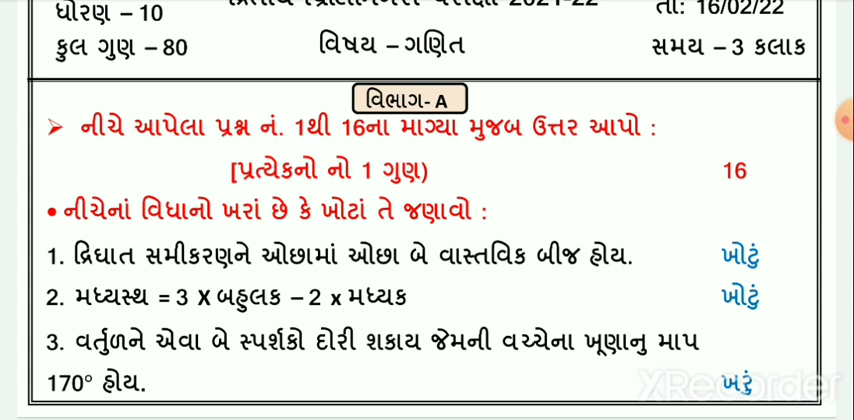 ધોરણ – 10
2021-22
તા: 16/02/22
કુલ ગુણ – 80
વિષય – ગણિત
સમય – 3 કલાક
વિભાગ- A
➢ નીચે આપેલા પ્રશ્ન નં. 1થી 16ના માગ્યા મુજબ ઉત્તર આપો :
[પ્રત્યેકનો નો 1 ગુણ) 16
• નીચેનાં વિધાનો ખરાં છે કે ખોટાં તે જણાવો :
1. દ્વિઘાત સમીકરણને ઓછામાં ઓછા બે વાસ્તવિક બીજ હોય. ખોટું
2. મધ્યસ્થ = 3 X બહુલક – 2 x મધ્યક ખોટું
3. વર્તુળને એવા બે સ્પર્શકો દોરી શકાય જેમની વચ્ચેના ખૂણાનુ માપ
170° હોય. ખરું
XRecorder